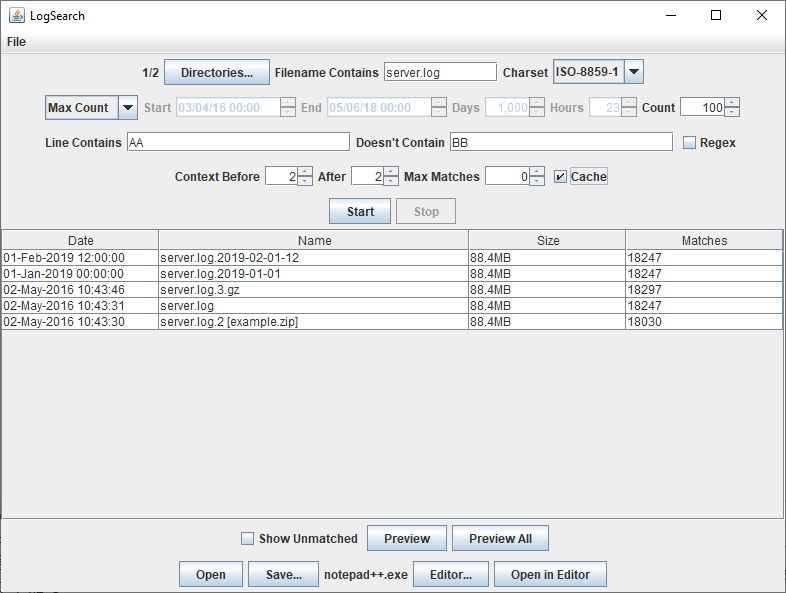 LogSearch
File
1/2 Directories... Filename Contains server.log Charset ISO-8859-1
Max Count Start 03/04/16 00:00 End 05/06/18 00:00 Days 1,000 Hours 23 Count 100
Line Contains AA Doesn't Contain BB Regex
Context Before 2 After 2 Max Matches 0 Cache
Start Stop
Date Name Size Matches
01-Feb-2019 12:00:00 server.log.2019-02-01-12 88.4MB 18247
01-Jan-2019 00:00:00 server.log.2019-01-01 88.4MB 18247
02-May-2016 10:43:46 server.log.3.gz 88.4MB 18297
02-May-2016 10:43:31 server.log 88.4MB 18247
02-May-2016 10:43:30 server.log.2 [example.zip] 88.4MB 18030
Show Unmatched Preview Preview All
Open Save... notepad++.exe Editor... Open in Editor